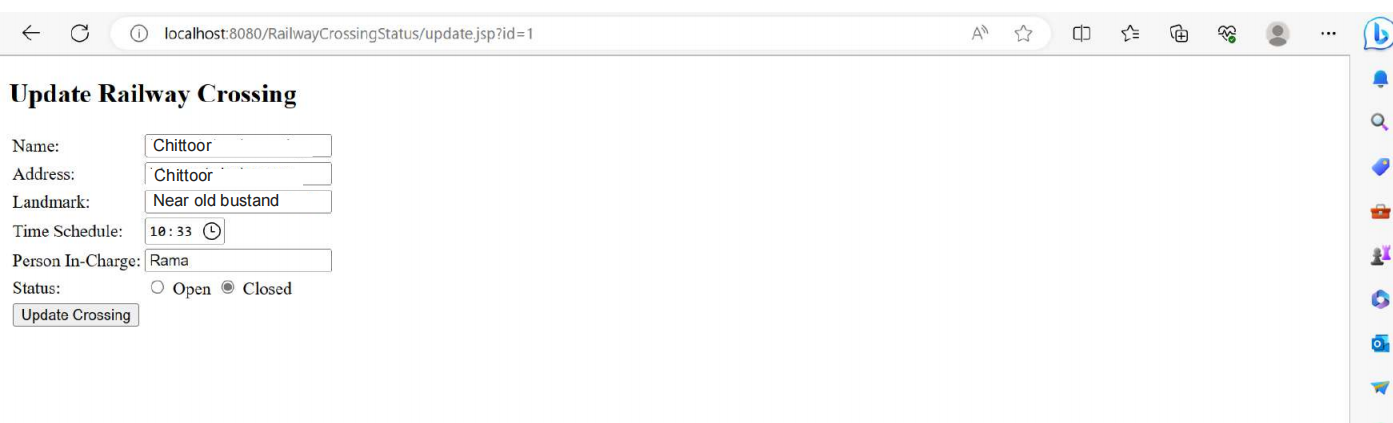 localhost:8080/RailwayCrossingStatus/update.jsp?id=1
Update Railway Crossing
Name: Chittoor
Address: Chittoor
Landmark: Near old bustand
Time Schedule: 10:33
Person In-Charge: Rama
Status: Open Closed
Update Crossing